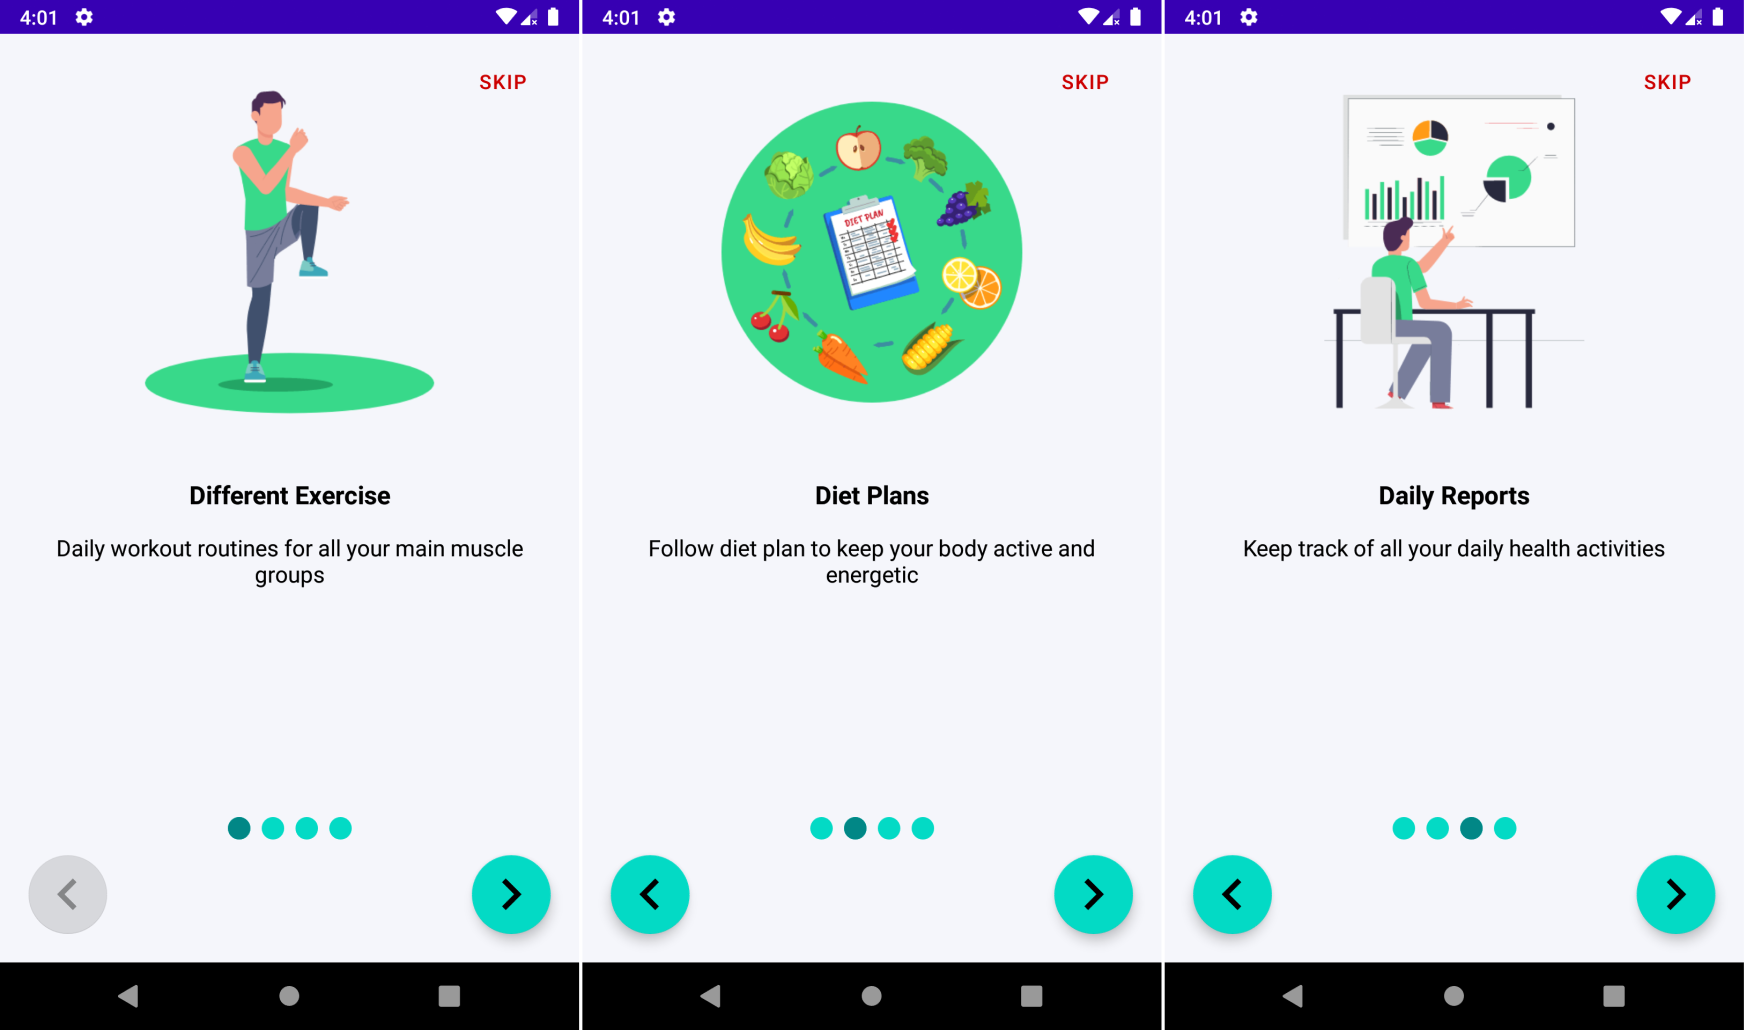 4:01
SKIP
Different Exercise
Daily workout routines for all your main muscle
groups
4:01
SKIP
DIET PLAN
Diet Plans
Follow diet plan to keep your body active and
energetic
4:01
SKIP
Daily Reports
Keep track of all your daily health activities